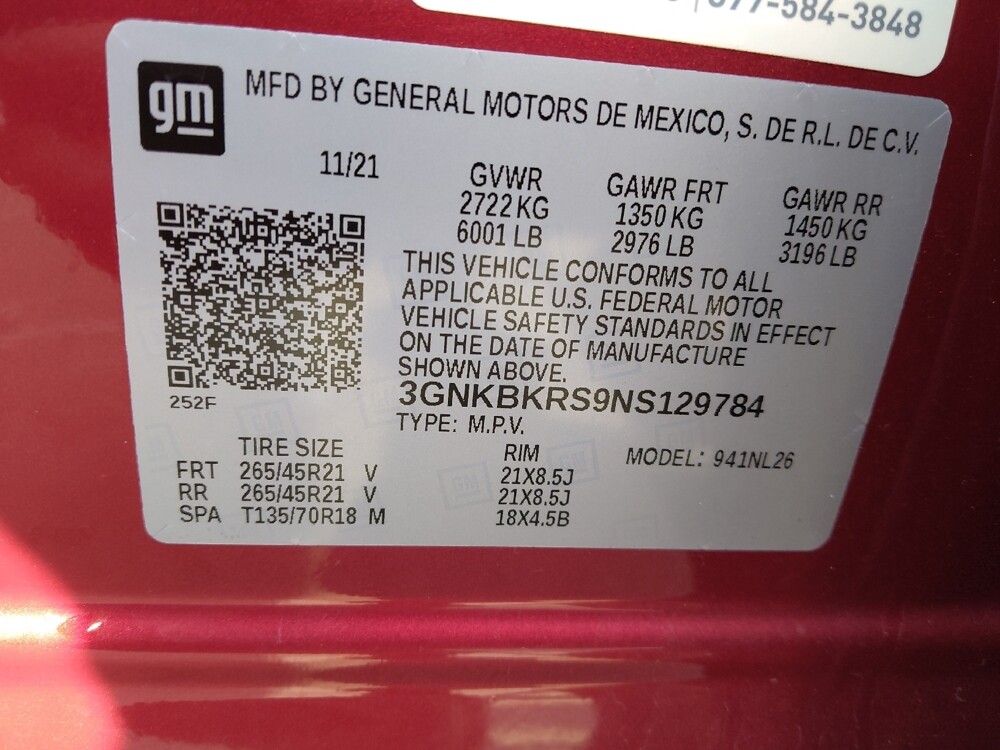 77-584-3848
gm
MFD BY GENERAL MOTORS DE MEXICO, S. DE R.L. DE C.V.
11/21
GVWR GAWR FRT GAWR RR
2722 KG 1350 KG 1450 KG
6001 LB 2976 LB 3196 LB
THIS VEHICLE CONFORMS TO ALL
APPLICABLE U.S. FEDERAL MOTOR
VEHICLE SAFETY STANDARDS IN EFFECT
ON THE DATE OF MANUFACTURE
SHOWN ABOVE.
252F
3GNKBKRS9NS129784
TYPE: M.P.V.
TIRE SIZE RIM MODEL: 941NL26
FRT 265/45R21 V 21X8.5J
RR 265/45R21 V 21X8.5J
SPA T135/70R18 M 18X4.5B